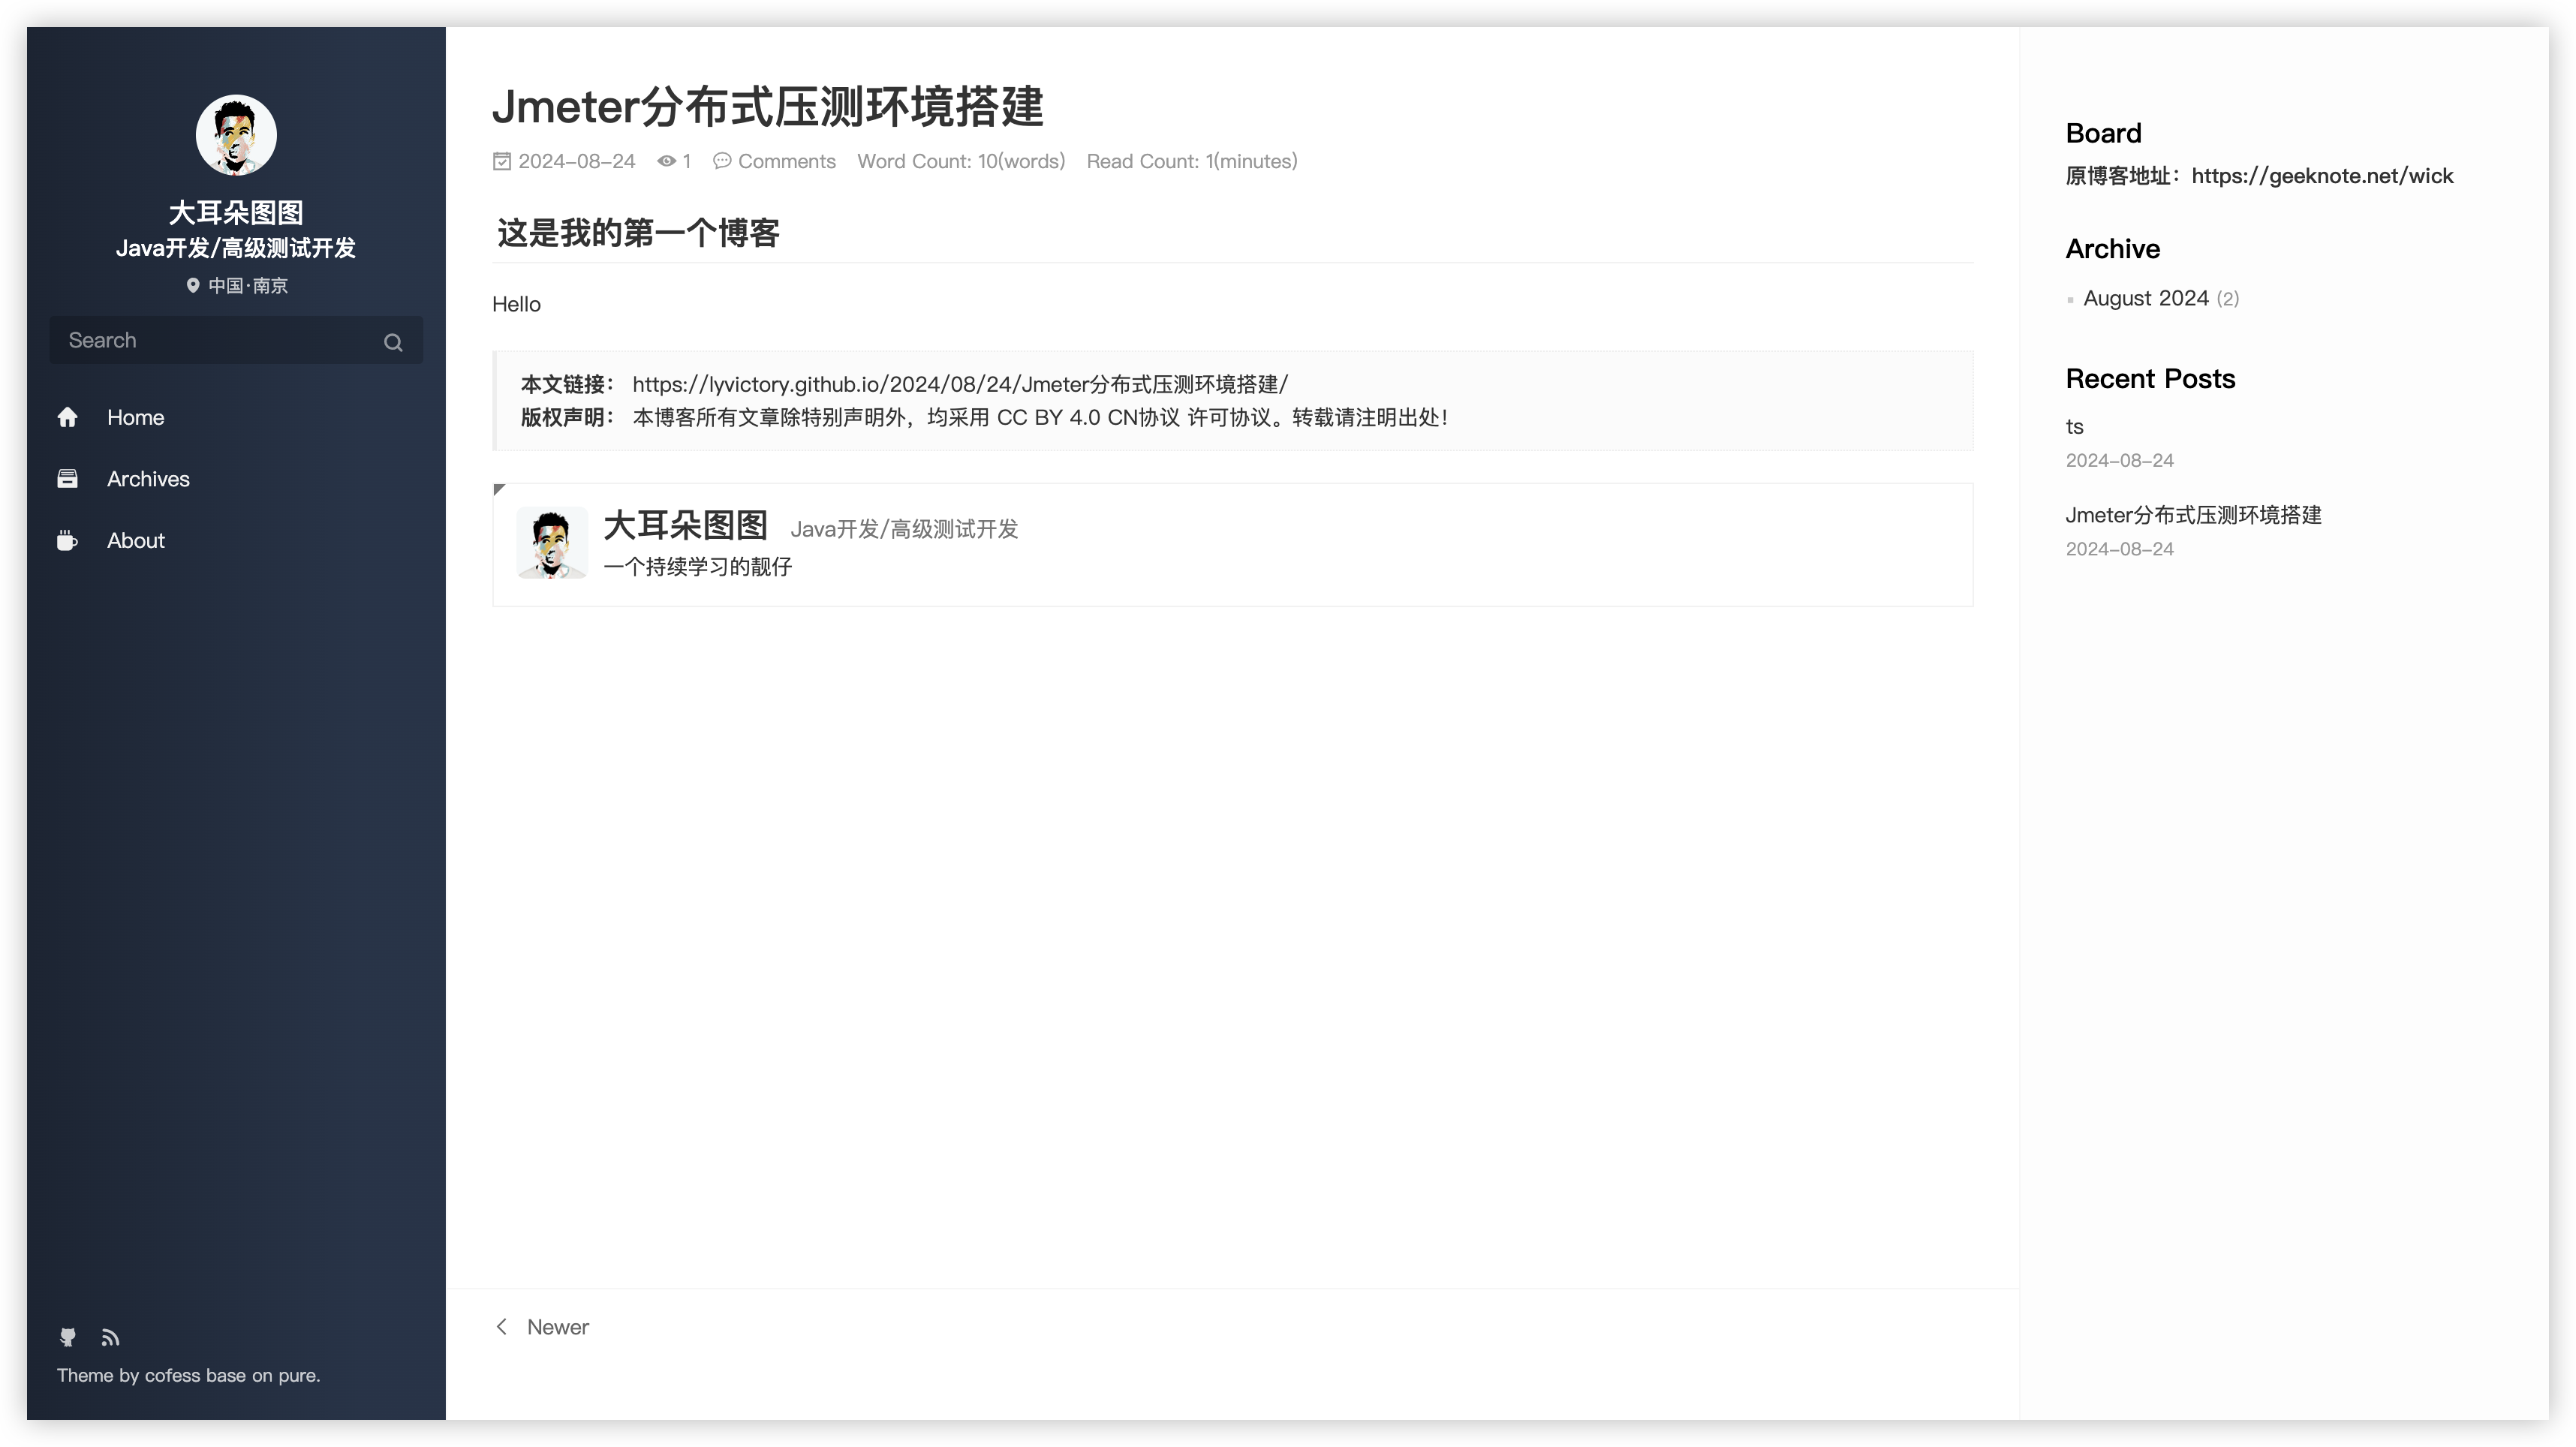 大耳朵图图
Java开发/高级测试开发
中国·南京
Search
Home
Archives
About
Theme by cofess base on pure.
Jmeter分布式压测环境搭建
2024-08-24 1 Comments Word Count: 10(words) Read Count: 1(minutes)
这是我的第一个博客
Hello
本文链接： https://lyvictory.github.io/2024/08/24/Jmeter分布式压测环境搭建/
版权声明： 本博客所有文章除特别声明外，均采用 CC BY 4.0 CN协议 许可协议。转载请注明出处！
大耳朵图图 Java开发/高级测试开发
一个持续学习的靓仔
Newer
Board
原博客地址：https://geeknote.net/wick
Archive
August 2024 (2)
Recent Posts
ts
2024-08-24
Jmeter分布式压测环境搭建
2024-08-24